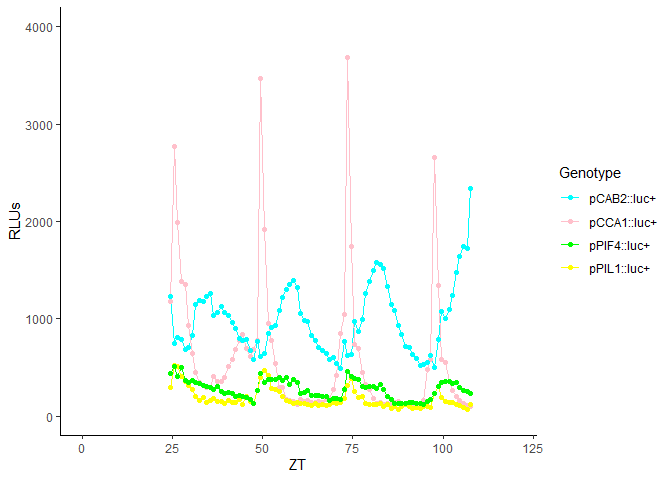 4000
3000
2000
1000
0
RLUs
0 25 50 75 100 125
ZT
Genotype
pCAB2::luc+
pCCA1::luc+
pPIF4::luc+
pPIL1::luc+